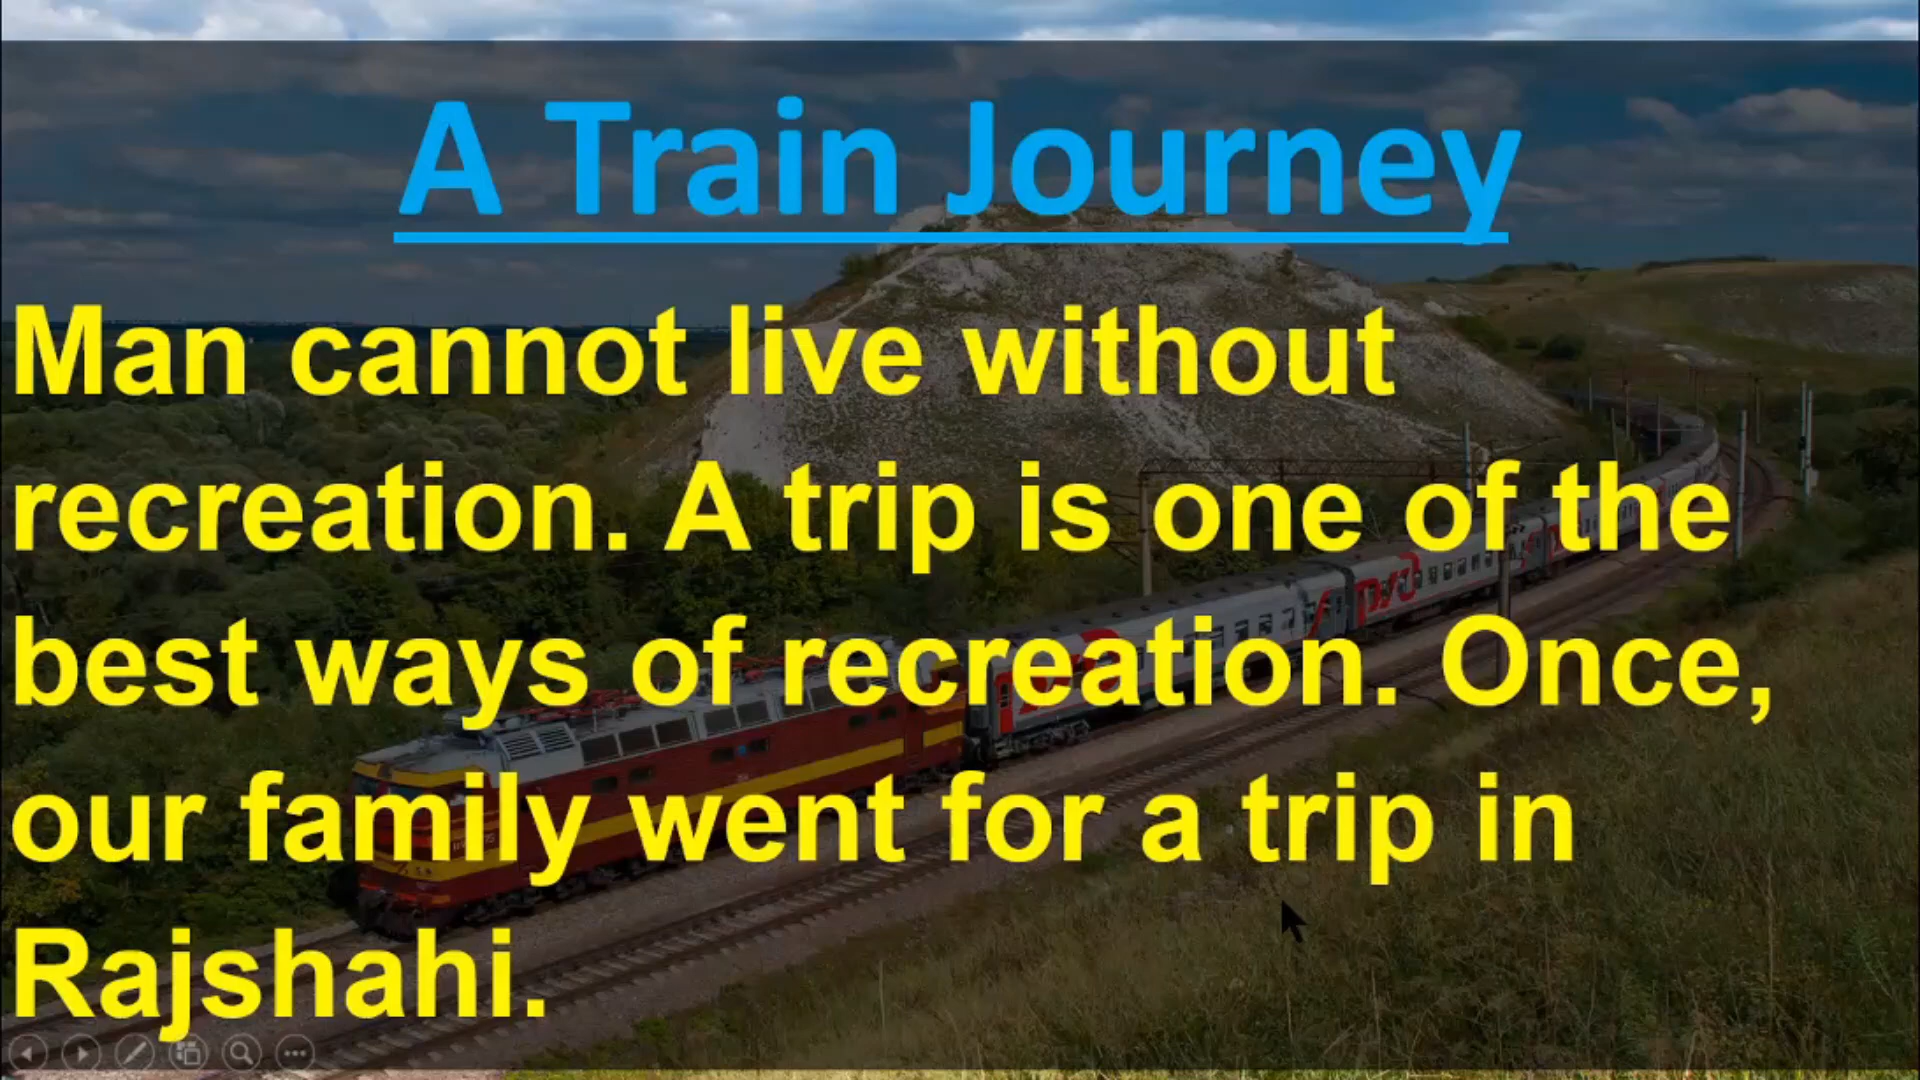 A Train Journey
Man cannot live without
recreation. A trip is one of the
best ways of recreation. Once,
our family went for a trip in
Rajshahi.